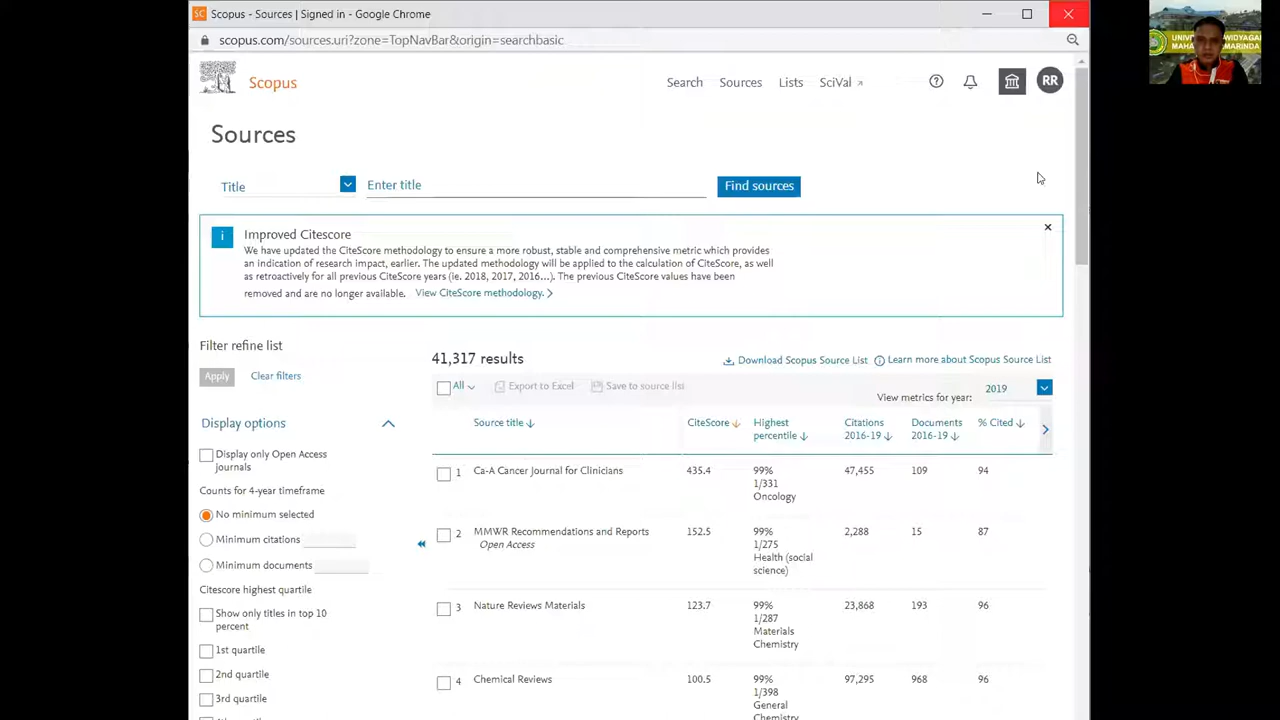 Scopus - Sources | Signed in - Google Chrome
scopus.com/sources.uri?zone=TopNavBar&origin=searchbasic
Scopus
Search Sources Lists SciVal RR
Sources
Title Enter title Find sources
Improved Citescore
We have updated the CiteScore methodology to ensure a more robust, stable and comprehensive metric which provides
an indication of research impact, earlier. The updated methodology will be applied to the calculation of CiteScore, as well
as retroactively for all previous CiteScore years (ie. 2018, 2017, 2016...). The previous CiteScore values have been
removed and are no longer available. View CiteScore methodology.
Filter refine list
Apply Clear filters
Display options
Display only Open Access
journals
Counts for 4-year timeframe
No minimum selected
Minimum citations
Minimum documents
Citescore highest quartile
Show only titles in top 10
percent
1st quartile
2nd quartile
3rd quartile
41,317 results
Download Scopus Source List Learn more about Scopus Source List
All Export to Excel Save to source list
View metrics for year: 2019
Source title CiteScore Highest percentile Citations 2016-19 Documents 2016-19 % Cited
1 Ca-A Cancer Journal for Clinicians 435.4 99% 47,455 109 94
1/331
Oncology
2 MMWR Recommendations and Reports 152.5 99% 2,288 15 87
Open Access 1/275
Health (social
science)
3 Nature Reviews Materials 123.7 99% 23,868 193 96
1/287
Materials
Chemistry
4 Chemical Reviews 100.5 99% 97,295 968 96
1/398
General
Chemistry